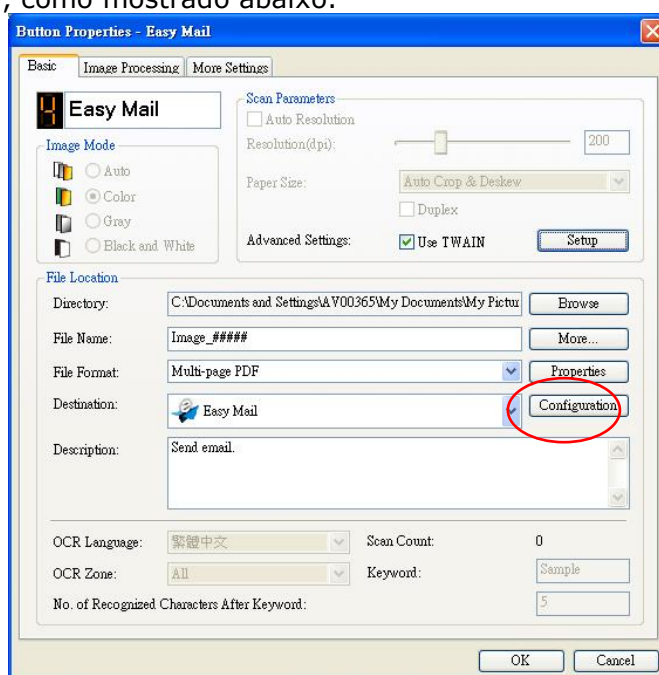 , como mostrado abaixo.
Button Properties - Easy Mail
Basic
Image Processing
More Settings
4
Easy Mail
Image Mode
Auto
Color
Gray
Black and White
Scan Parameters
Auto Resolution
Resolution(dpi):
200
Paper Size:
Auto Crop & Deskew
Duplex
Advanced Settings:
Use TWAIN
Setup
File Location
Directory:
C:\Documents and Settings\AV00365\My Documents\My Pictur
Browse
File Name:
Image_#####
More...
File Format:
Multi-page PDF
Properties
Destination:
Easy Mail
Configuration
Description:
Send email.
OCR Language:
繁體中文
Scan Count:
0
OCR Zone:
All
Keyword:
Sample
No. of Recognized Characters After Keyword:
5
OK
Cancel